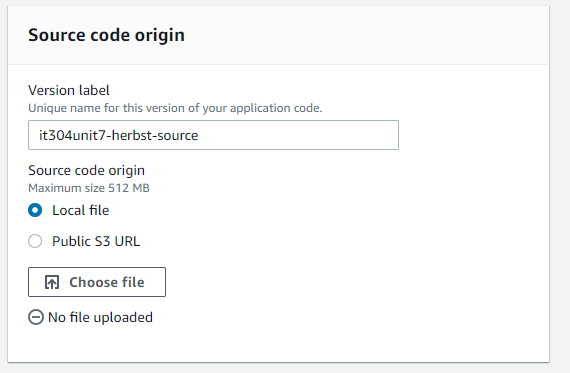 Source code origin
Version label
Unique name for this version of your application code.
it304unit7-herbst-source
Source code origin
Maximum size 512 MB
Local file
Public S3 URL
Choose file
No file uploaded